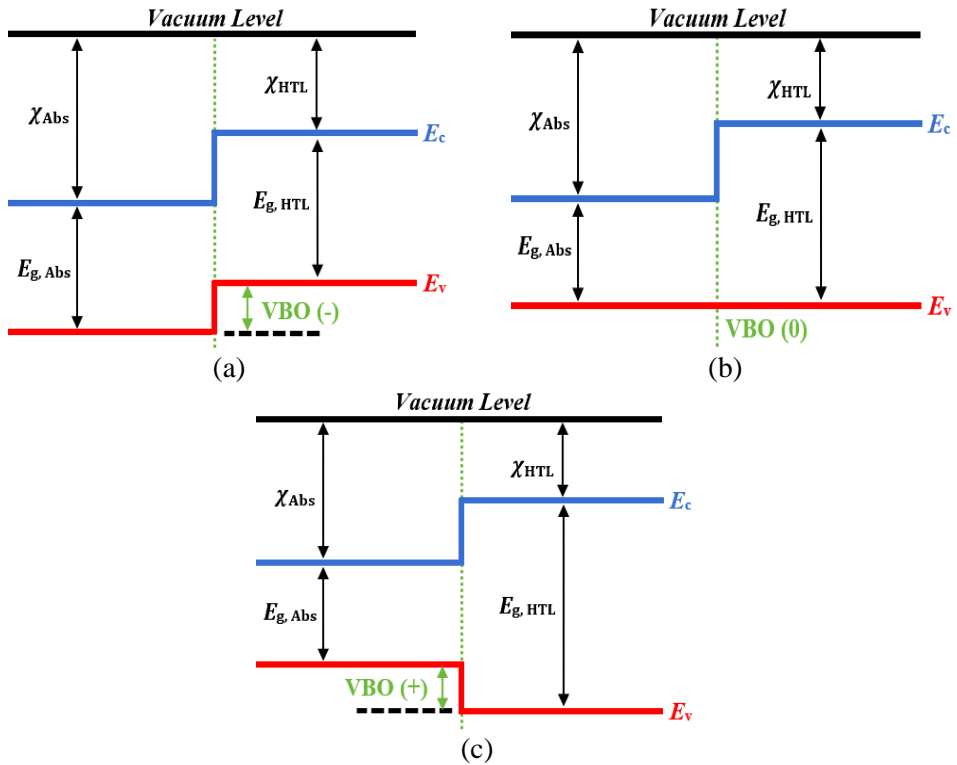 Vacuum Level
χAbs
χHTL
Ec
Eg, HTL
Eg, Abs
Ev
VBO (-)
(a)
Vacuum Level
χAbs
χHTL
Ec
Eg, HTL
Eg, Abs
Ev
VBO (0)
(b)
Vacuum Level
χAbs
χHTL
Ec
Eg, Abs
Eg, HTL
VBO (+)
Ev
(c)